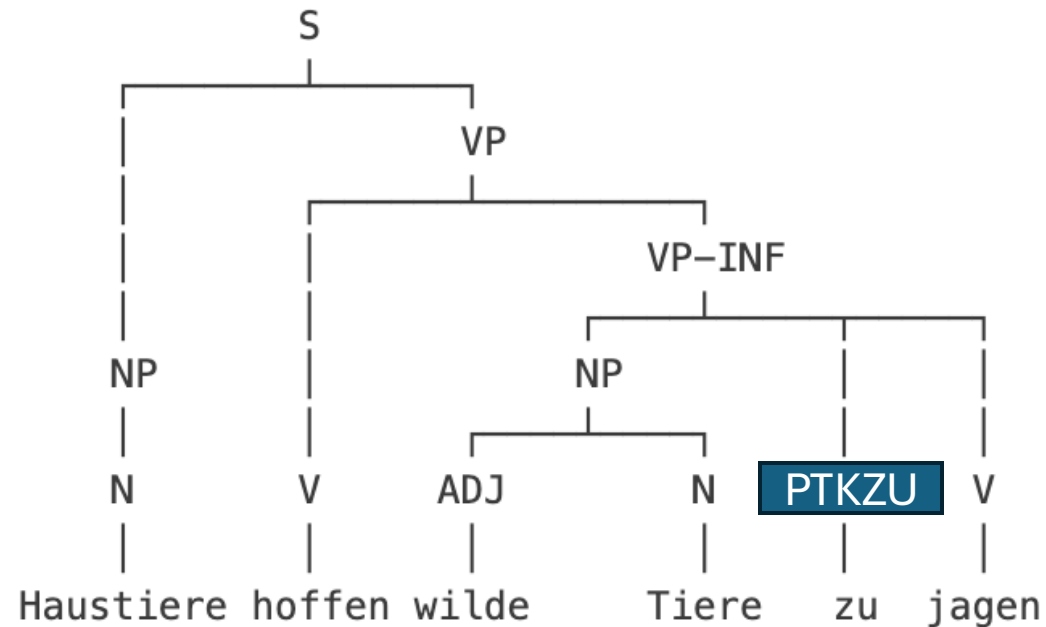 S
VP
VP-INF
NP NP
N V ADJ N PTKZU V
Haustiere hoffen wilde Tiere zu jagen